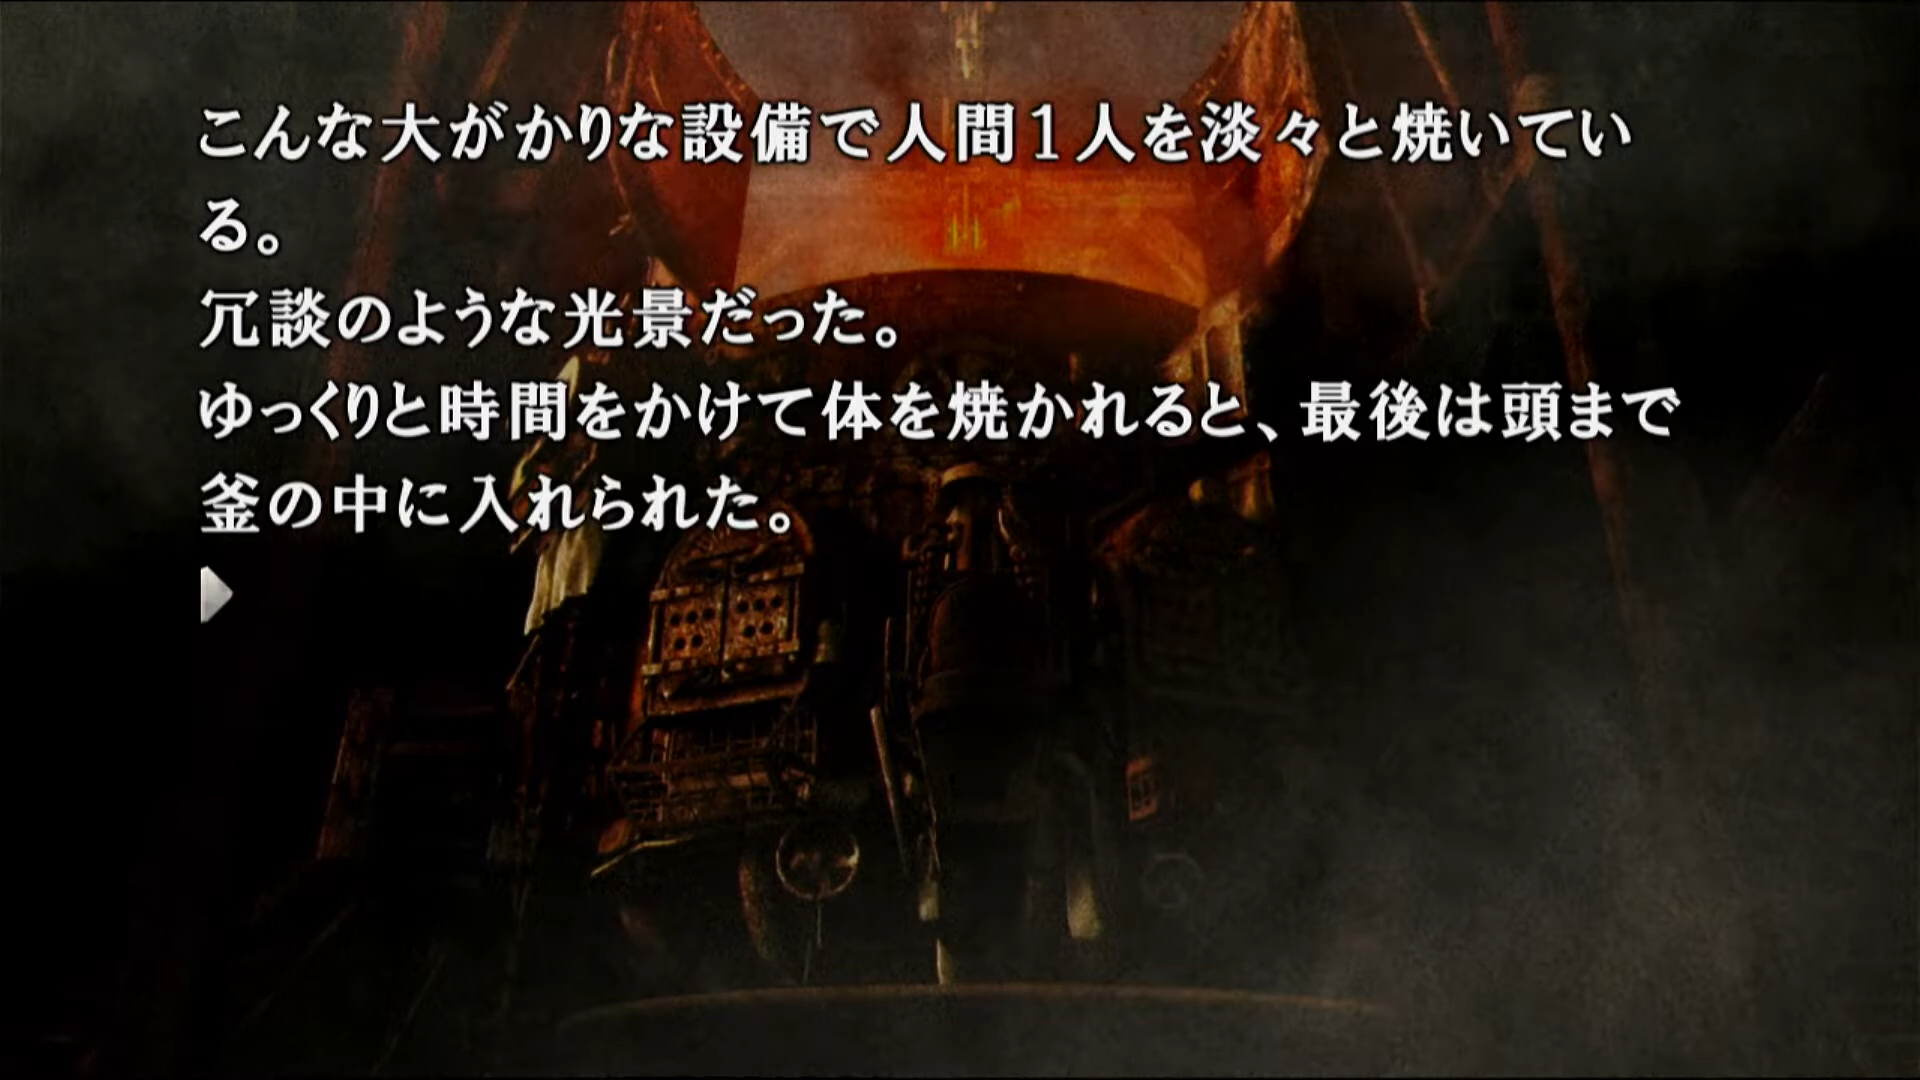 こんな大がかりな設備で人間1人を淡々と焼いてい
る。
冗談のような光景だった。
ゆっくりと時間をかけて体を焼かれると、最後は頭まで
釜の中に入れられた。